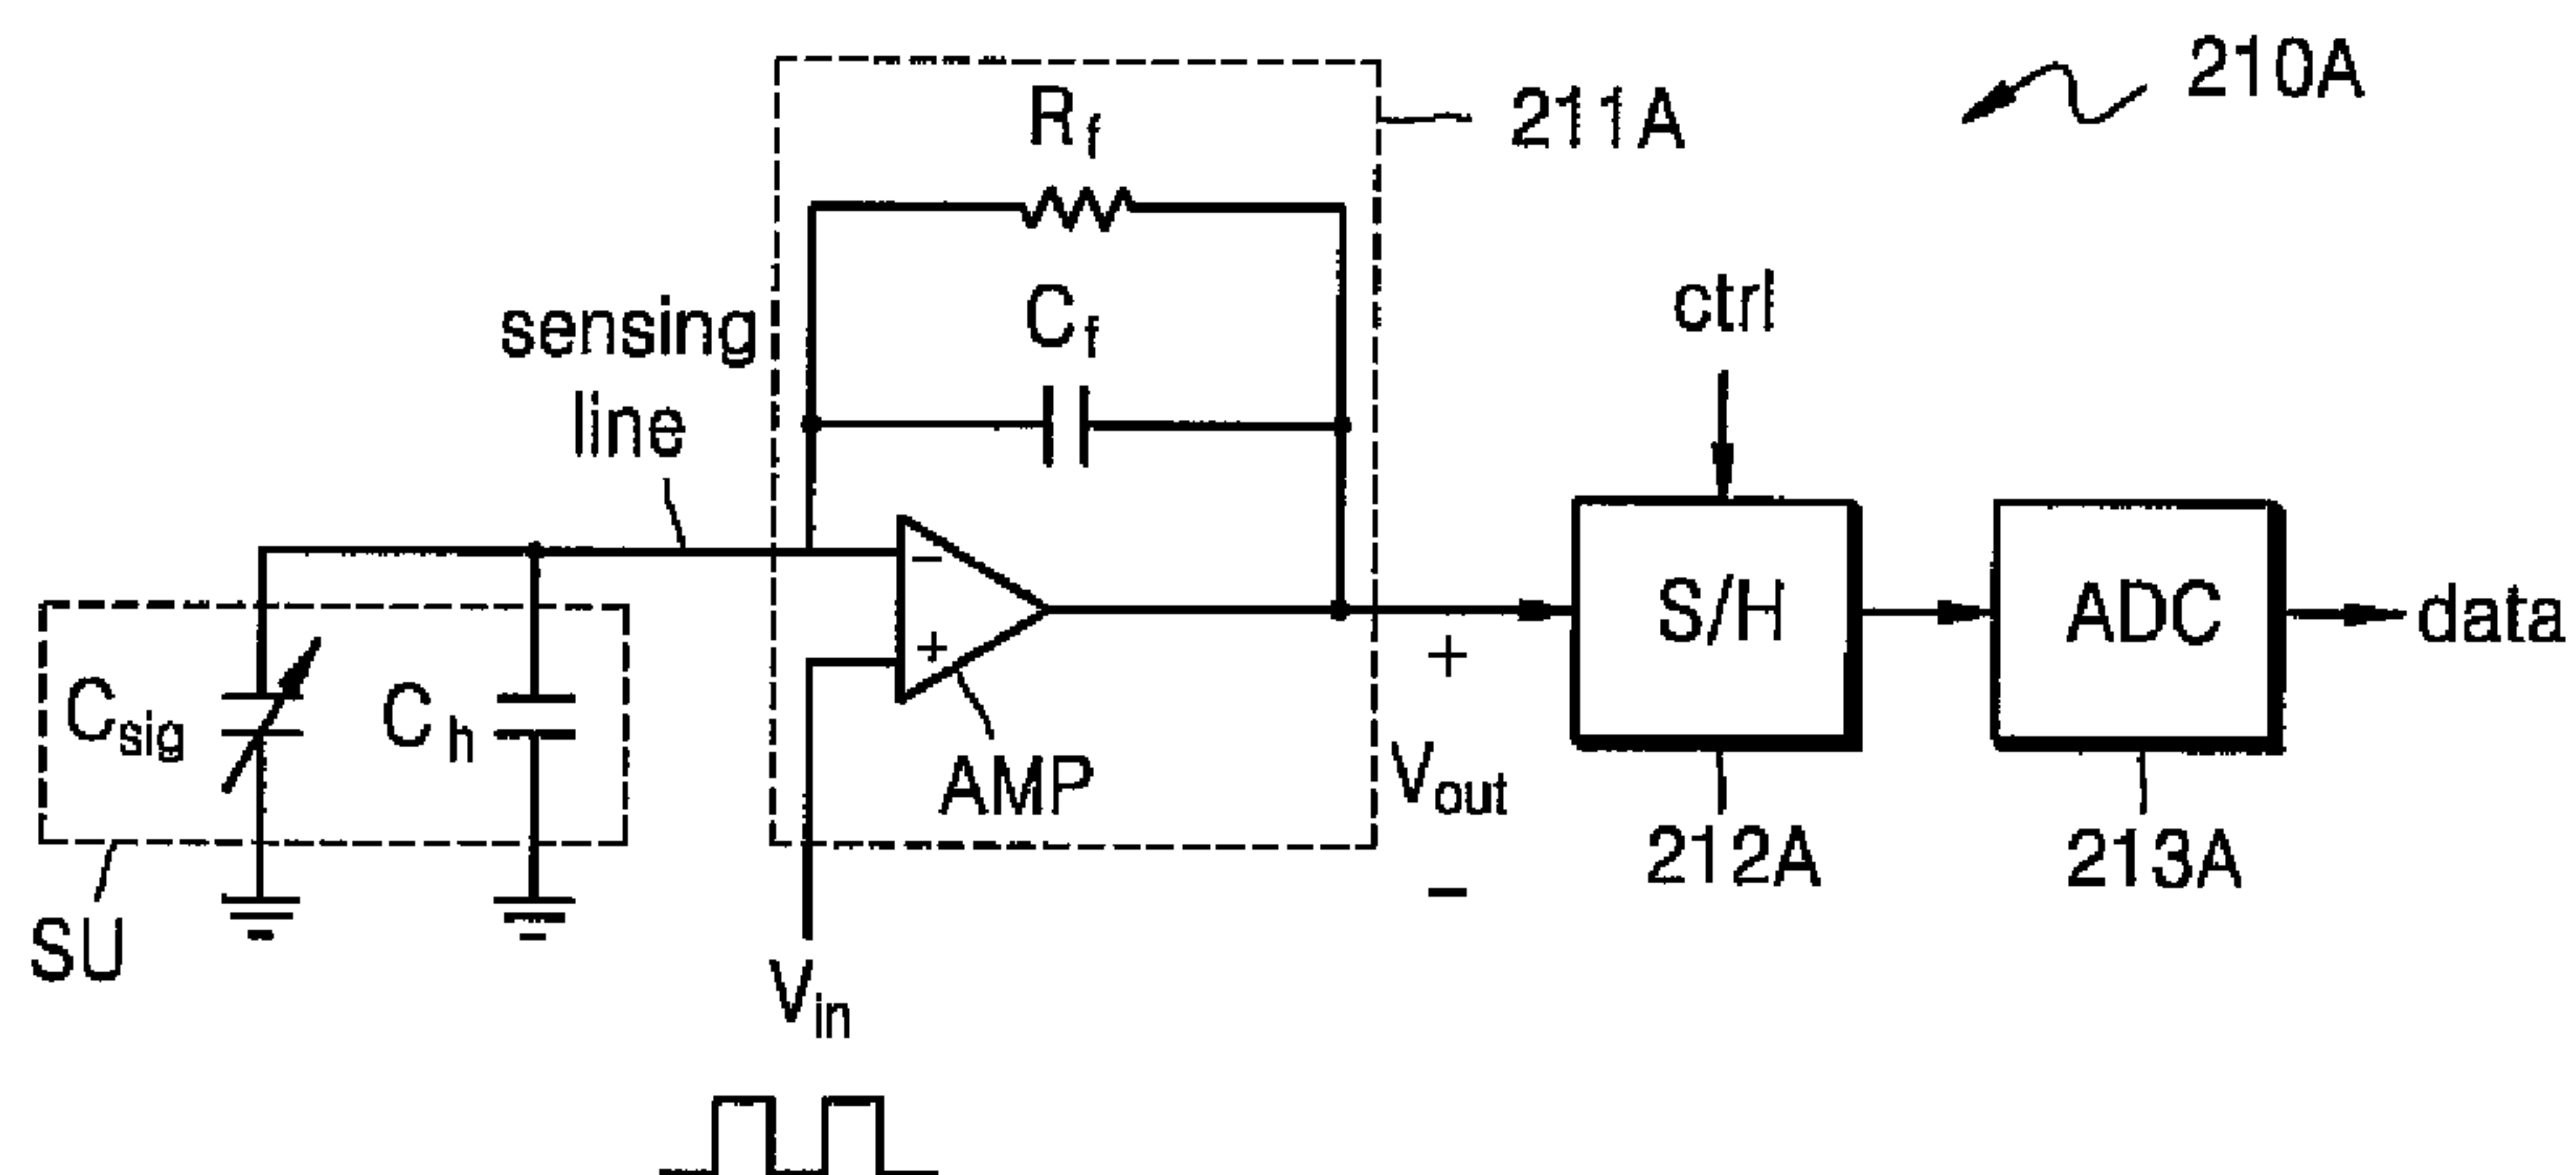 210A
211A
Rf
Cf
sensing
line
ctrl
S/H
ADC
data
−
+
+
Csig
Ch
AMP
Vout
−
212A
213A
SU
Vin